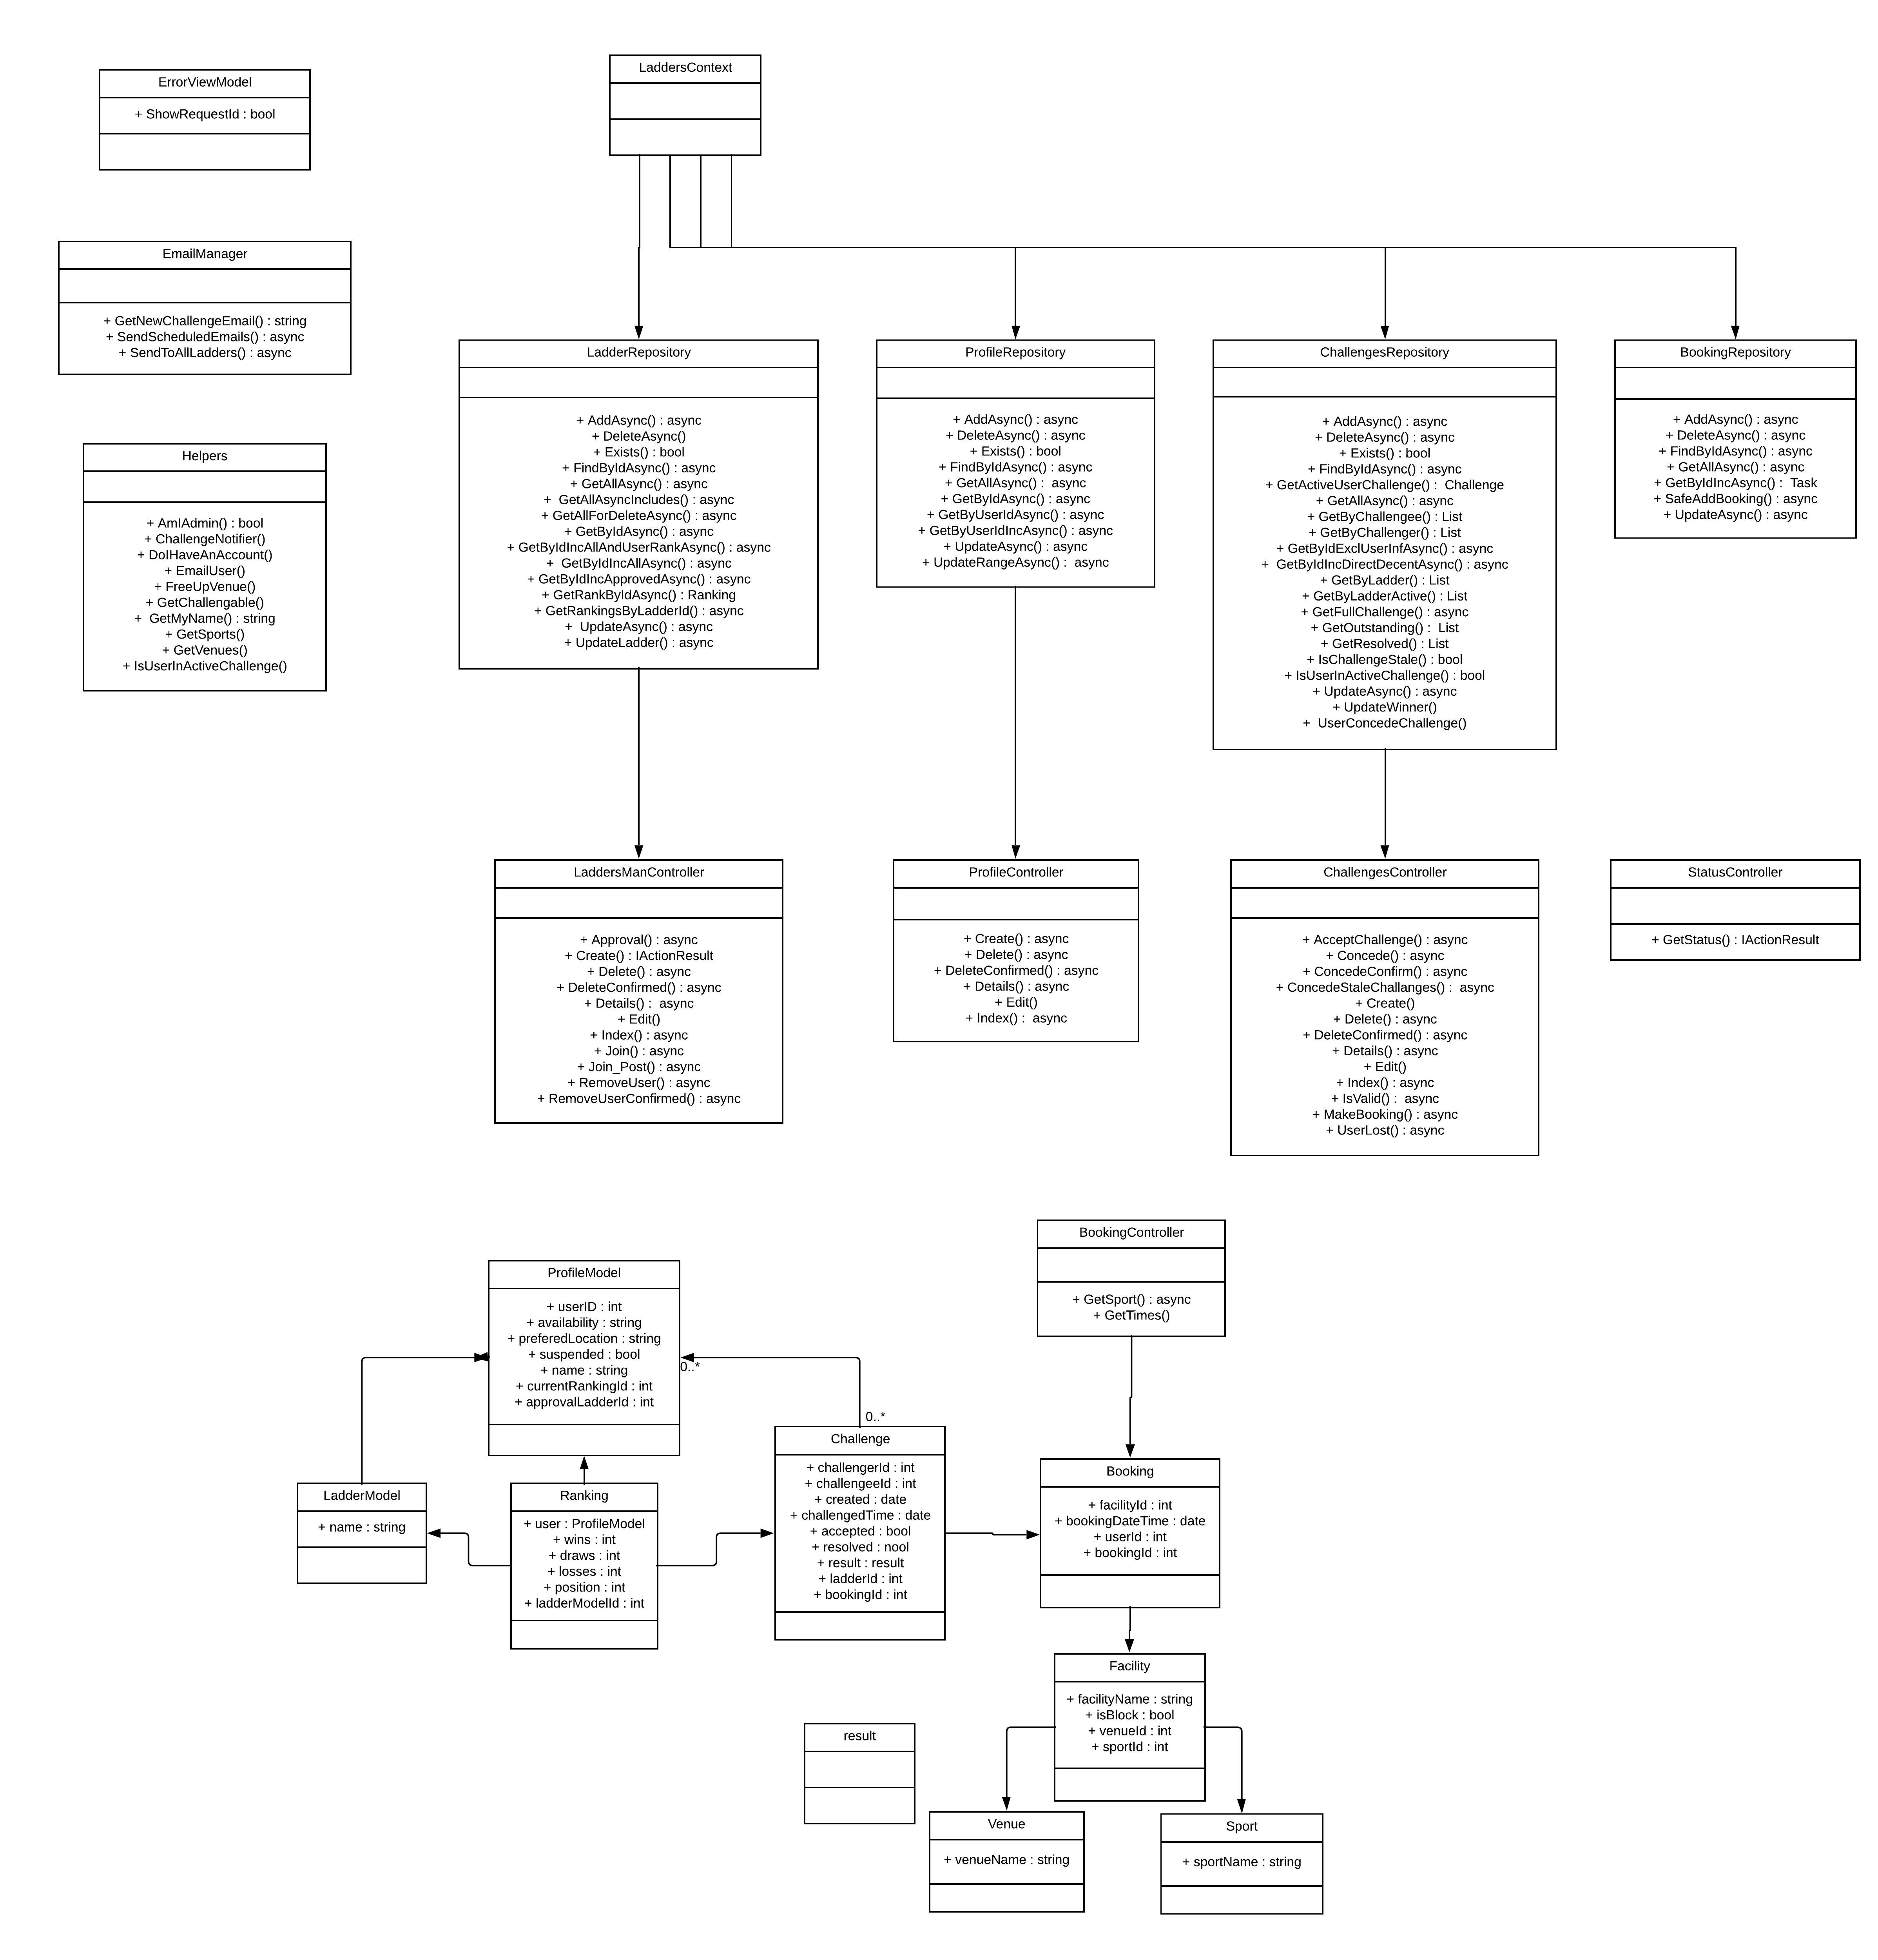 LaddersContext
ErrorViewModel
+ ShowRequestId : bool
EmailManager
+ GetNewChallengeEmail() : string
+ SendScheduledEmails() : async
+ SendToAllLadders() : async
Helpers
+ AmIAdmin() : bool
+ ChallengeNotifier()
+ DoIHaveAnAccount()
+ EmailUser()
+ FreeUpVenue()
+ GetChallengable()
+  GetMyName() : string
+ GetSports()
+ GetVenues()
+ IsUserInActiveChallenge()
LadderRepository
+ AddAsync() : async
+ DeleteAsync()
+ Exists() : bool
+ FindByIdAsync() : async
+ GetAllAsync() : async
+  GetAllAsyncIncludes() : async
+ GetAllForDeleteAsync() : async
+ GetByIdAsync() : async
+ GetByIdIncAllAndUserRankAsync() : async
+  GetByIdIncAllAsync() : async
+ GetByIdIncApprovedAsync() : async
+ GetRankByIdAsync() : Ranking
+ GetRankingsByLadderId() : async
+  UpdateAsync() : async
+ UpdateLadder() : async
ProfileRepository
+ AddAsync() : async
+ DeleteAsync() : async
+ Exists() : bool
+ FindByIdAsync() : async
+ GetAllAsync() :  async
+ GetByIdAsync() : async
+ GetByUserIdAsync() : async
+ GetByUserIdIncAsync() : async
+ UpdateAsync() : async
+ UpdateRangeAsync() :  async
ChallengesRepository
+ AddAsync() : async
+ DeleteAsync() : async
+ Exists() : bool
+ FindByIdAsync() : async
+ GetActiveUserChallenge() :  Challenge
+ GetAllAsync() : async
+ GetByChallengee() : List
+ GetByChallenger() : List
+ GetByIdExclUserInfAsync() : async
+  GetByIdIncDirectDecentAsync() : async
+ GetByLadder() : List
+ GetByLadderActive() : List
+ GetFullChallenge() : async
+ GetOutstanding() :  List
+ GetResolved() : List
+ IsChallengeStale() : bool
+ IsUserInActiveChallenge() : bool
+ UpdateAsync() : async
+ UpdateWinner()
+  UserConcedeChallenge()
BookingRepository
+ AddAsync() : async
+ DeleteAsync() : async
+ FindByIdAsync() : async
+ GetAllAsync() : async
+ GetByIdIncAsync() :  Task
+ SafeAddBooking() : async
+ UpdateAsync() : async
LaddersManController
+ Approval() : async
+ Create() : IActionResult
+ Delete() : async
+ DeleteConfirmed() : async
+ Details() :  async
+ Edit()
+ Index() : async
+ Join() : async
+ Join_Post() : async
+ RemoveUser() : async
+ RemoveUserConfirmed() : async
ProfileController
+ Create() : async
+ Delete() : async
+ DeleteConfirmed() : async
+ Details() : async
+ Edit()
+ Index() :  async
ChallengesController
+ AcceptChallenge() : async
+ Concede() : async
+ ConcedeConfirm() : async
+ ConcedeStaleChallanges() :  async
+ Create()
+ Delete() : async
+ DeleteConfirmed() : async
+ Details() : async
+ Edit()
+ Index() : async
+ IsValid() :  async
+ MakeBooking() : async
+ UserLost() : async
StatusController
+ GetStatus() : IActionResult
BookingController
+ GetSport() : async
+ GetTimes()
ProfileModel
+ userID : int
+ availability : string
+ preferedLocation : string
+ suspended : bool
+ name : string
+ currentRankingId : int
+ approvalLadderId : int
0..*
0..*
LadderModel
+ name : string
Ranking
+ user : ProfileModel
+ wins : int
+ draws : int
+ losses : int
+ position : int
+ ladderModelId : int
Challenge
+ challengerId : int
+ challengeeId : int
+ created : date
+ challengedTime : date
+ accepted : bool
+ resolved : nool
+ result : result
+ ladderId : int
+ bookingId : int
Booking
+ facilityId : int
+ bookingDateTime : date
+ userId : int
+ bookingId : int
Facility
+ facilityName : string
+ isBlock : bool
+ venueId : int
+ sportId : int
result
Venue
+ venueName : string
Sport
+ sportName : string